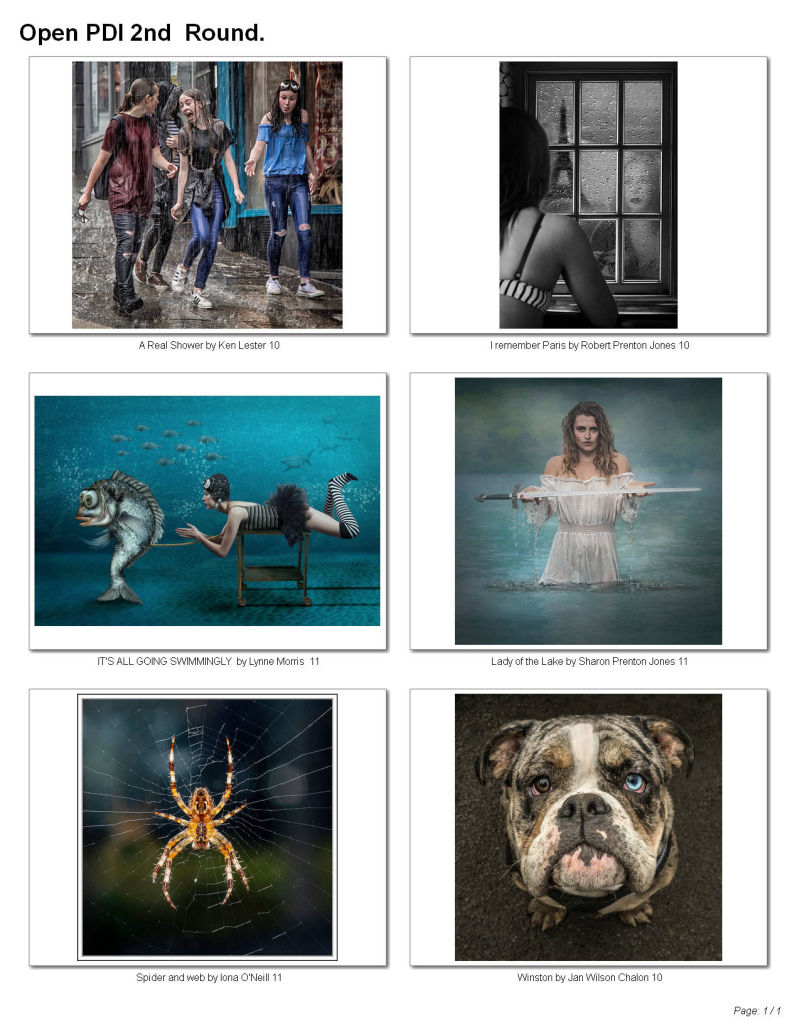 Open PDI 2nd  Round.
A Real Shower by Ken Lester 10
I remember Paris by Robert Prenton Jones 10
IT'S ALL GOING SWIMMINGLY  by Lynne Morris  11
Lady of the Lake by Sharon Prenton Jones 11
Spider and web by Iona O'Neill 11
Winston by Jan Wilson Chalon 10
Page: 1 / 1